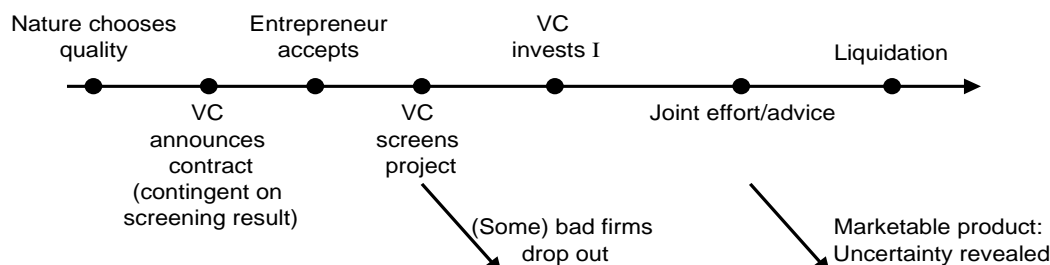 Nature chooses
quality
Entrepreneur
accepts
VC
invests I
Liquidation
VC
announces
contract
(contingent on
screening result)
VC
screens
project
Joint effort/advice
(Some) bad firms
drop out
Marketable product:
Uncertainty revealed